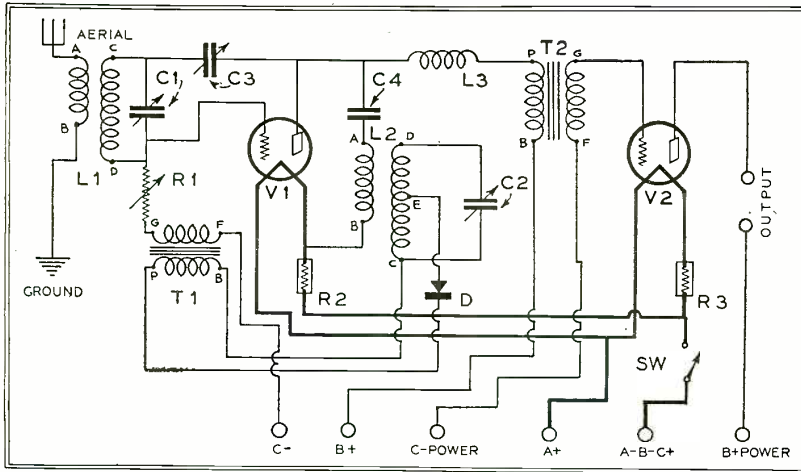 AERIAL
A
C
C1
C3
C4
L3
P
T2
G
B
D
L1
R1
V1
L2
A
D
E
C2
B
C
B
F
V2
OUTPUT
G
F
P
B
T1
GROUND
R2
D
R3
SW
C-
B+
C-POWER
A+
A-B-C+
B+POWER